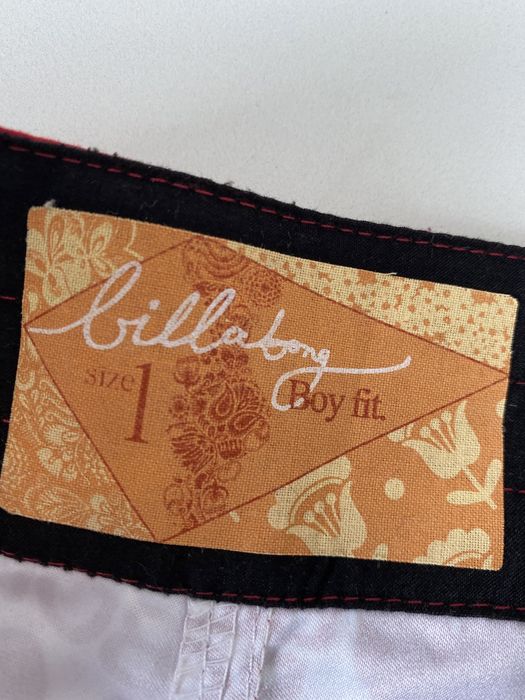 billabong
size 1
Boy fit.